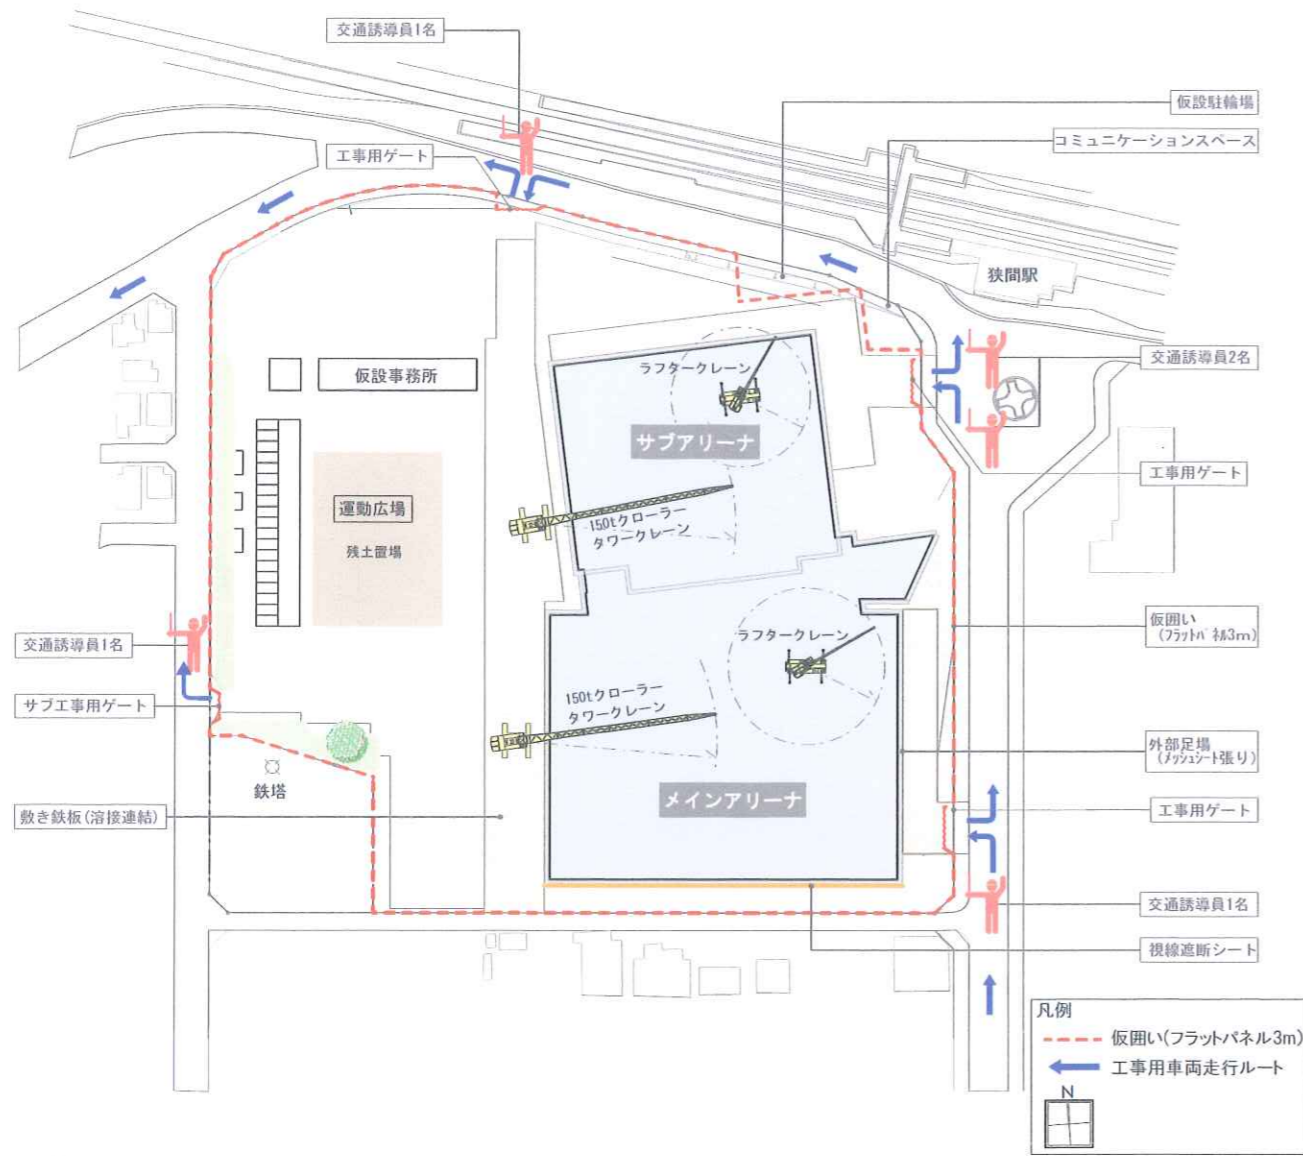 交通誘導員1名
仮設駐輪場
コミュニケーションスペース
工事用ゲート
狭間駅
交通誘導員2名
仮設事務所
ラフタークレーン
サブアリーナ
工事用ゲート
運動広場
残土置場
150tクローラー
タワークレーン
仮囲い
(フラットパネル3m)
交通誘導員1名
ラフタークレーン
サブ工事用ゲート
150tクローラー
タワークレーン
外部足場
(メッシュシート張り)
鉄塔
メインアリーナ
敷き鉄板(溶接連結)
工事用ゲート
交通誘導員1名
視線遮断シート
凡例
仮囲い(フラットパネル3m)
工事用車両走行ルート
N